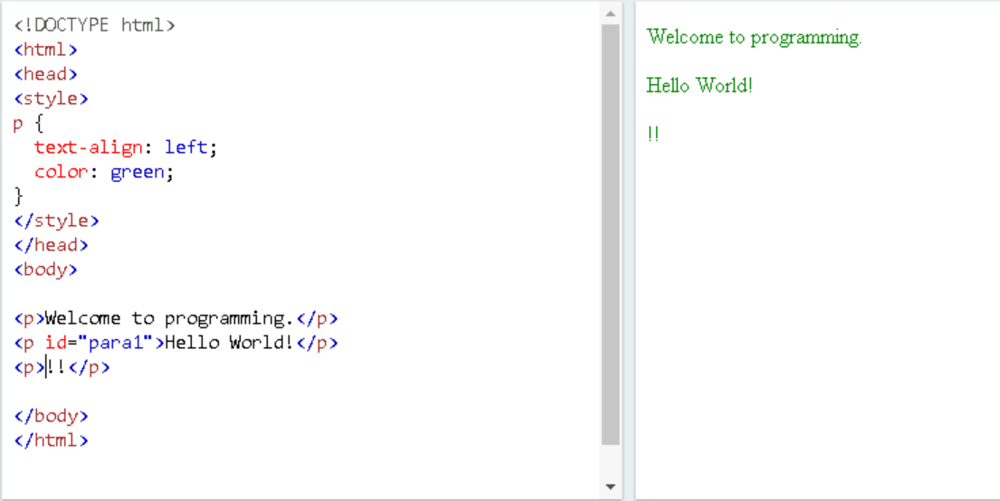 <!DOCTYPE html>
<html>
<head>
<style>
p {
  text-align: left;
  color: green;
}
</style>
</head>
<body>

<p>Welcome to programming.</p>
<p id="para1">Hello World!</p>
<p>!!</p>

</body>
</html>
Welcome to programming.
Hello World!
!!